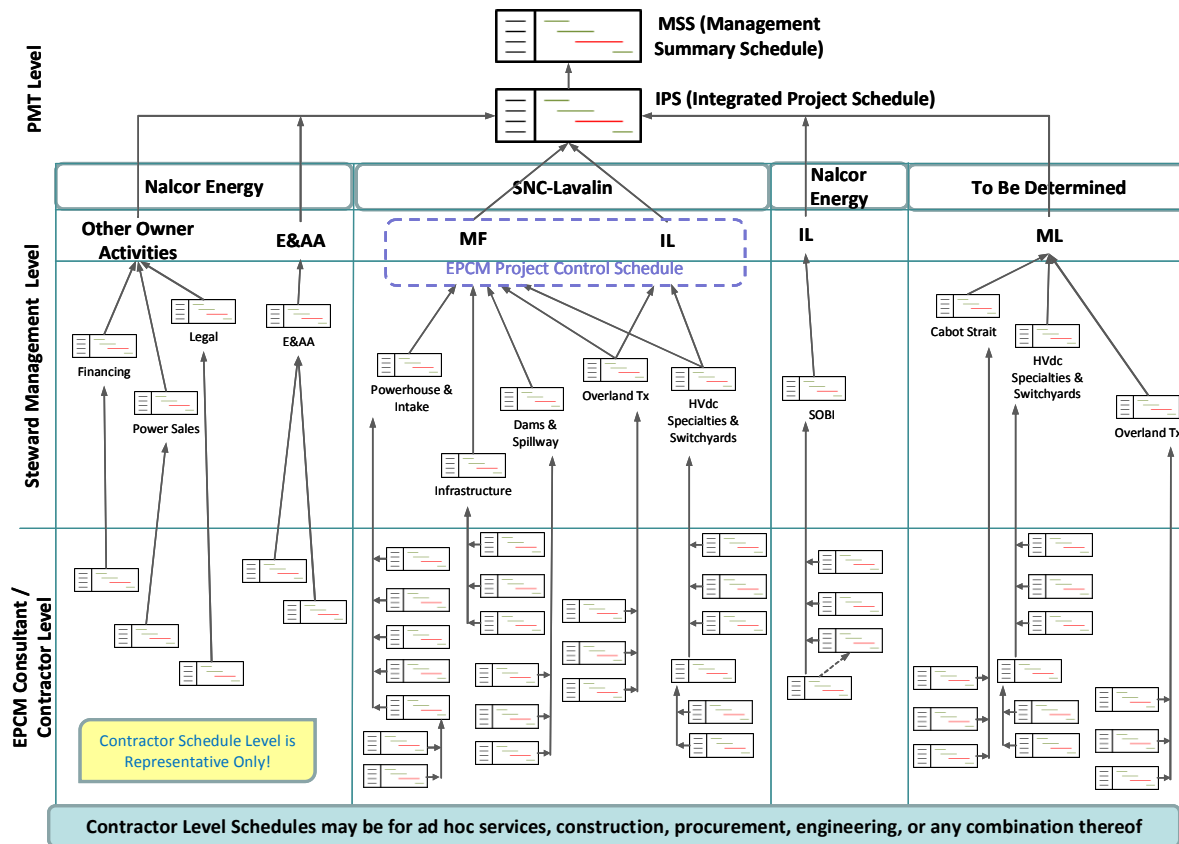 MSS (Management
Summary Schedule)
PMT Level
IPS (Integrated Project Schedule)
Nalcor Energy
SNC-Lavalin
Nalcor
Energy
To Be Determined
Steward Management Level
Other Owner
Activities
E&AA
MF
IL
EPCM Project Control Schedule
IL
ML
Financing
Legal
Power Sales
E&AA
Powerhouse &
Intake
Infrastructure
Dams &
Spillway
Overland Tx
HVdc
Specialties &
Switchyards
SOBI
Cabot Strait
HVdc
Specialties &
Switchyards
Overland Tx
EPCM Consultant /
Contractor Level
Contractor Schedule Level is
Representative Only!
Contractor Level Schedules may be for ad hoc services, construction, procurement, engineering, or any combination thereof